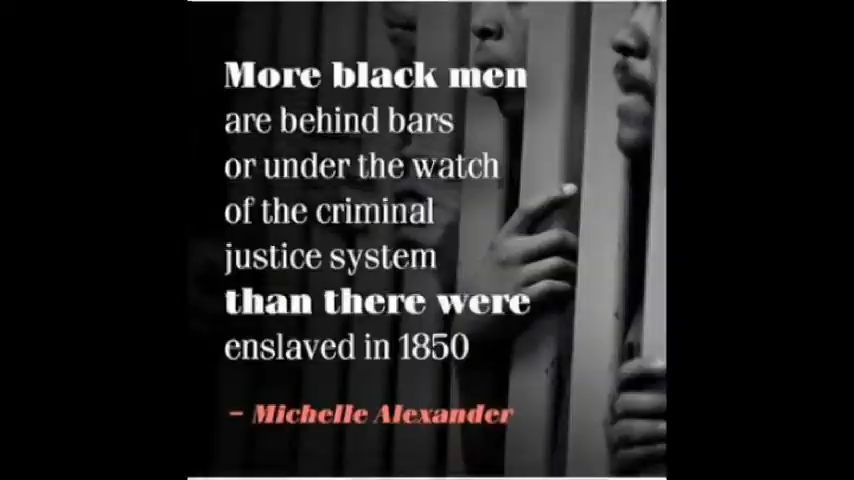 More black men
are behind bars
or under the watch
of the criminal
justice system
than there were
enslaved in 1850
– Michelle Alexander